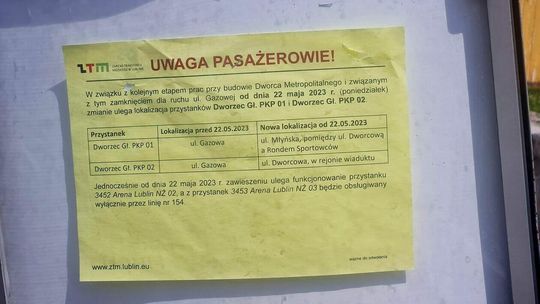 ZTM
UWAGA PASAŻEROWIE!
W związku z kolejnym etapem prac przy budowie Dworca Metropolitalnego i związanym
z tym zamknięciem dla ruchu ul. Gazowej od dnia 22 maja 2023 r. (poniedziałek)
zmianie ulega lokalizacja przystanków Dworzec Gł. PKP 01 i Dworzec Gł. PKP 02.
Przystanek Lokalizacja przed 22.05.2023 Nowa lokalizacja od 22.05.2023
Dworzec Gł. PKP 01 ul. Gazowa ul. Młyńska, pomiędzy ul. Dworcową
a Rondem Sportowców
Dworzec Gł. PKP 02 ul. Gazowa ul. Dworcowa, w rejonie wiaduktu
Jednocześnie od dnia 22 maja 2023 r. zawieszeniu ulega funkcjonowanie przystanku
3452 Arena Lublin NŻ 02, a z przystanek 3453 Arena Lublin NŻ 03 będzie obsługiwany
wyłącznie przez linię nr 154.
www.ztm.lublin.eu
ważne do odwołania